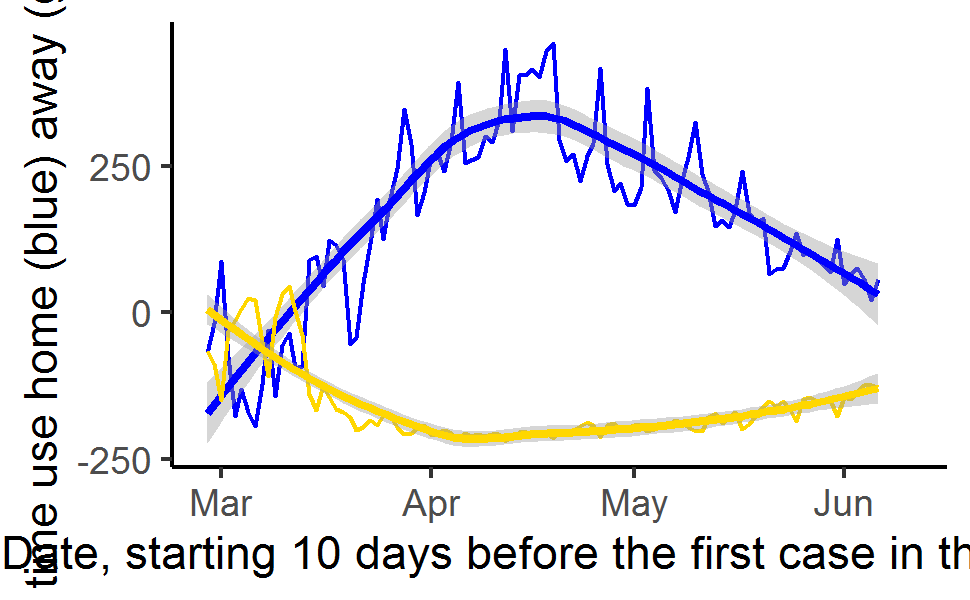 time use home (blue) away (
250
0
-250
Mar Apr May Jun
Date, starting 10 days before the first case in th